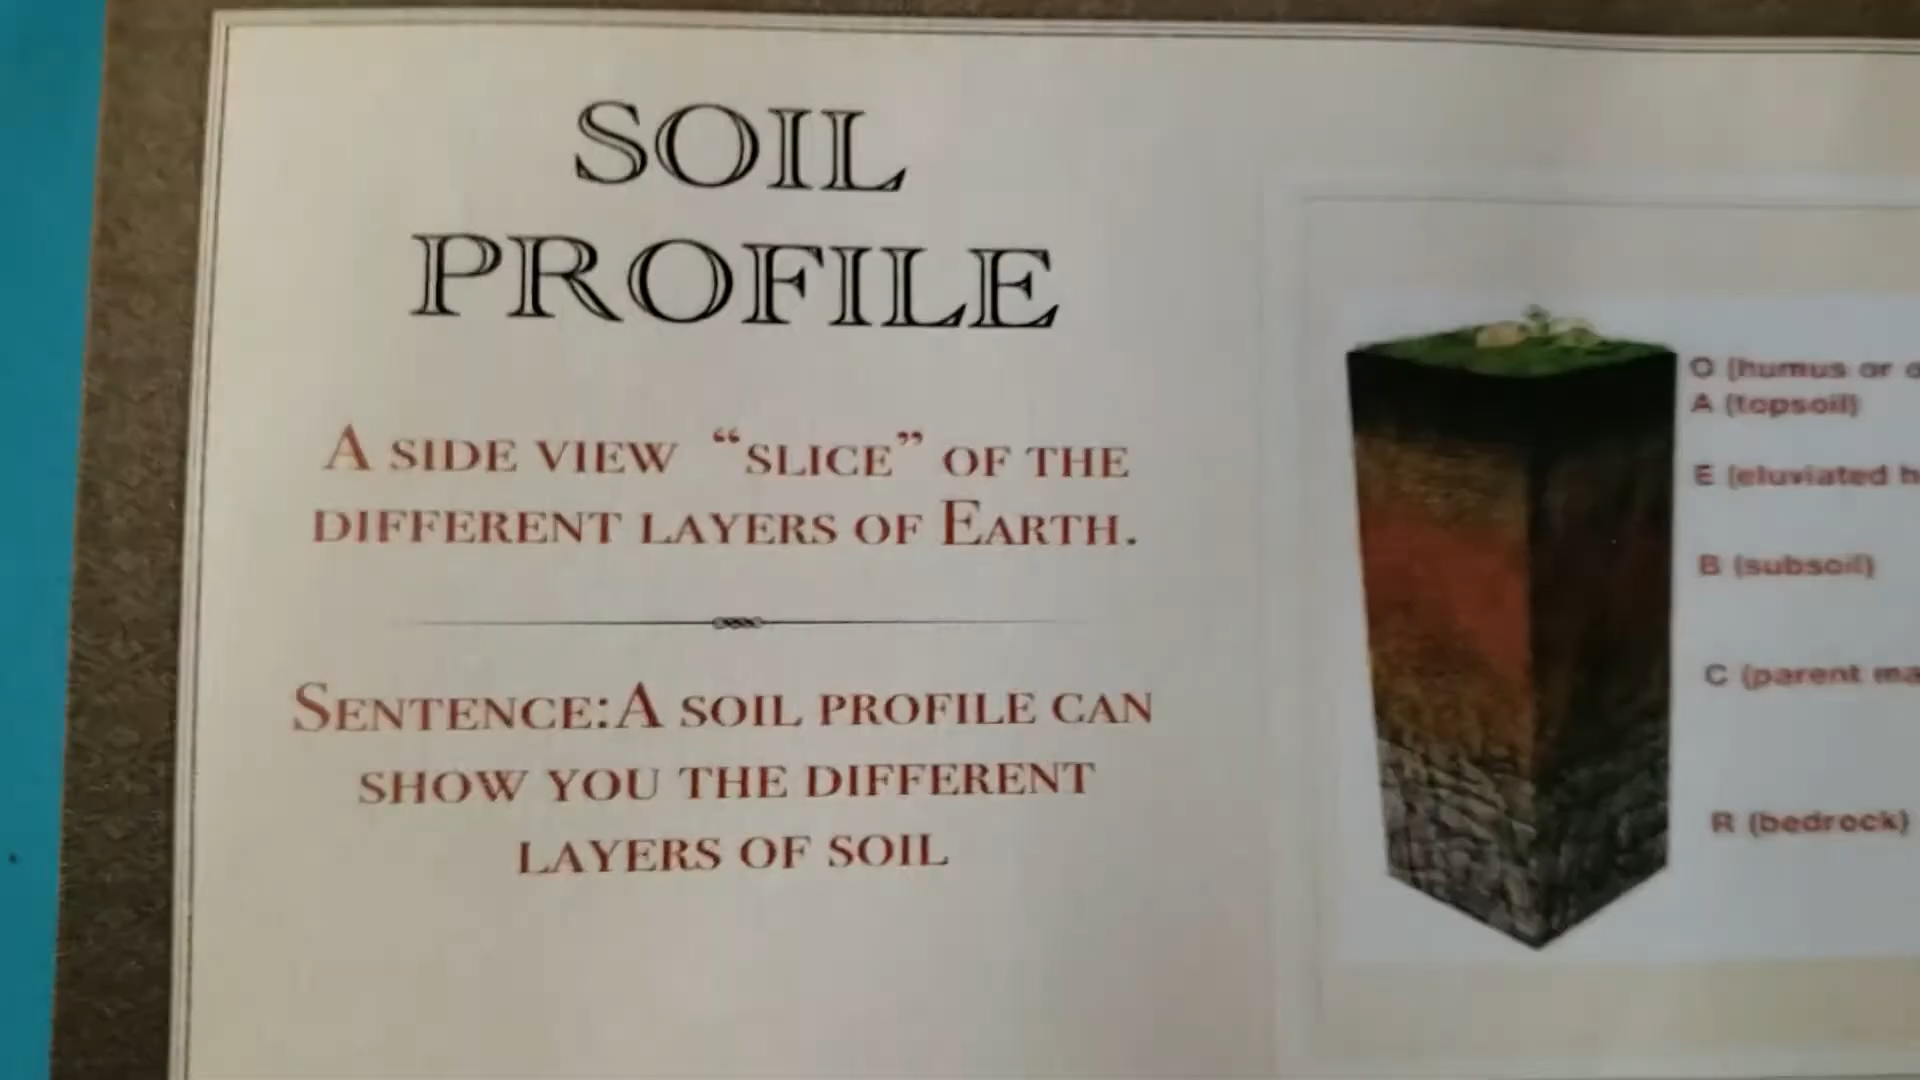 SOIL
PROFILE
A SIDE VIEW “SLICE” OF THE
DIFFERENT LAYERS OF EARTH.
SENTENCE:A SOIL PROFILE CAN
SHOW YOU THE DIFFERENT
LAYERS OF SOIL
O (humus or
A (topsoil)
E (eluviated
B (subsoil)
C (parent
R (bedrock)